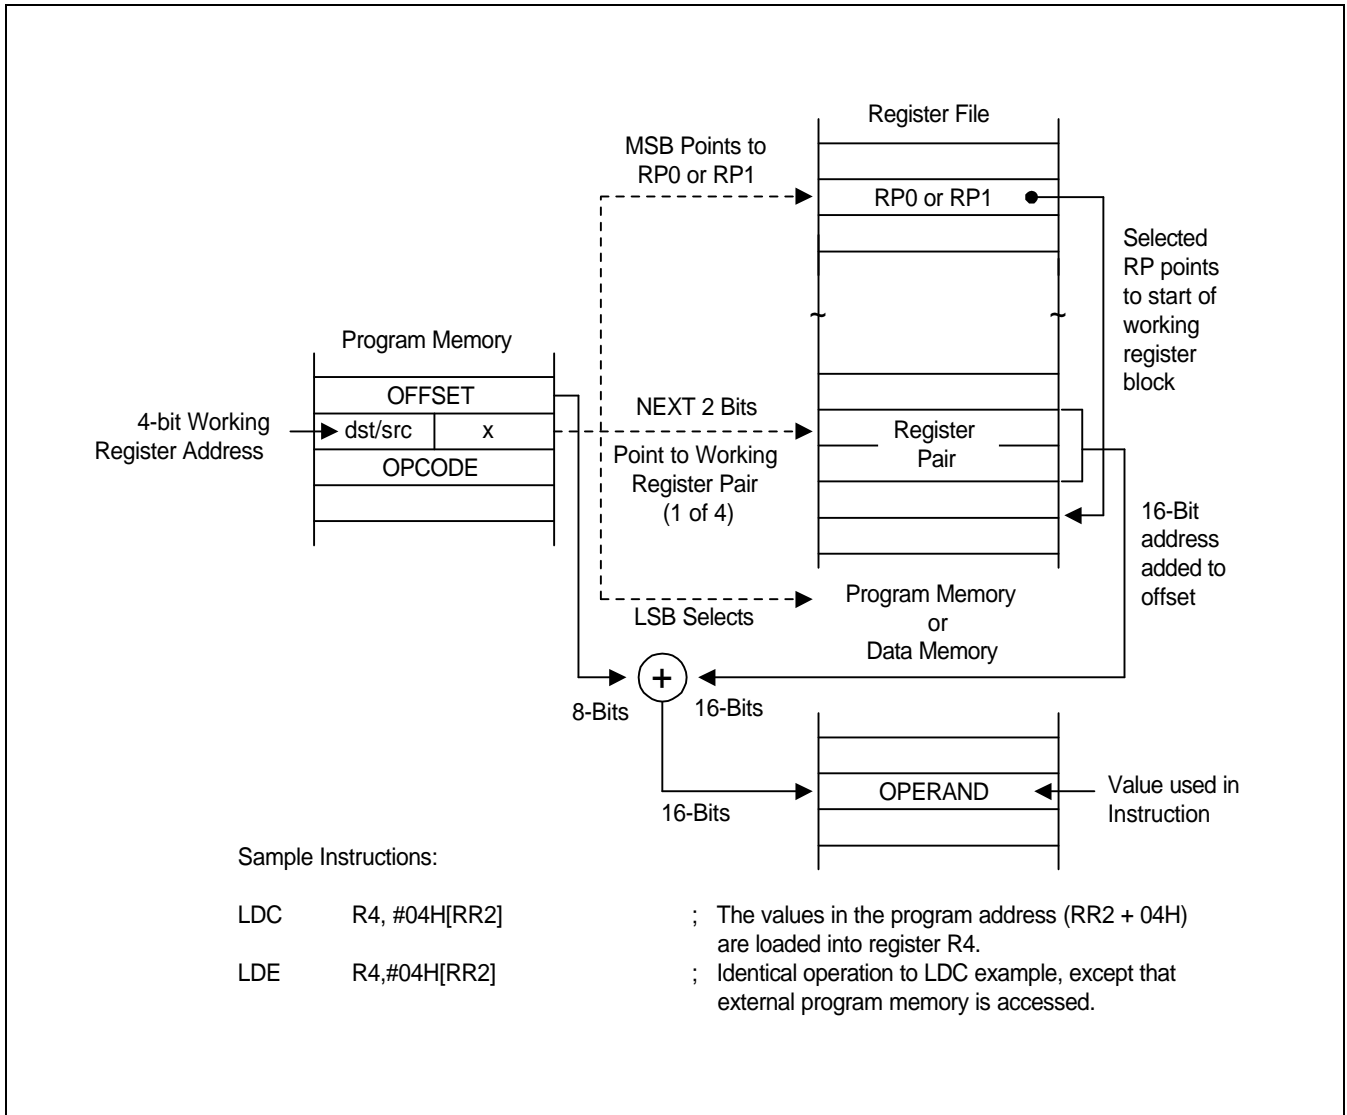 Register File
MSB Points to
RP0 or RP1
RP0 or RP1
Selected
RP points
to start of
working
register
block
~
~
Program Memory
OFFSET
4-bit Working
Register Address
dst/src
x
OPCODE
NEXT 2 Bits
Point to Working
Register Pair
(1 of 4)
Register
Pair
16-Bit
address
added to
offset
LSB Selects
Program Memory
or
Data Memory
+
8-Bits
16-Bits
16-Bits
OPERAND
Value used in
Instruction
Sample Instructions:
LDC R4, #04H[RR2] ; The values in the program address (RR2 + 04H)
are loaded into register R4.
LDE R4,#04H[RR2] ; Identical operation to LDC example, except that
external program memory is accessed.